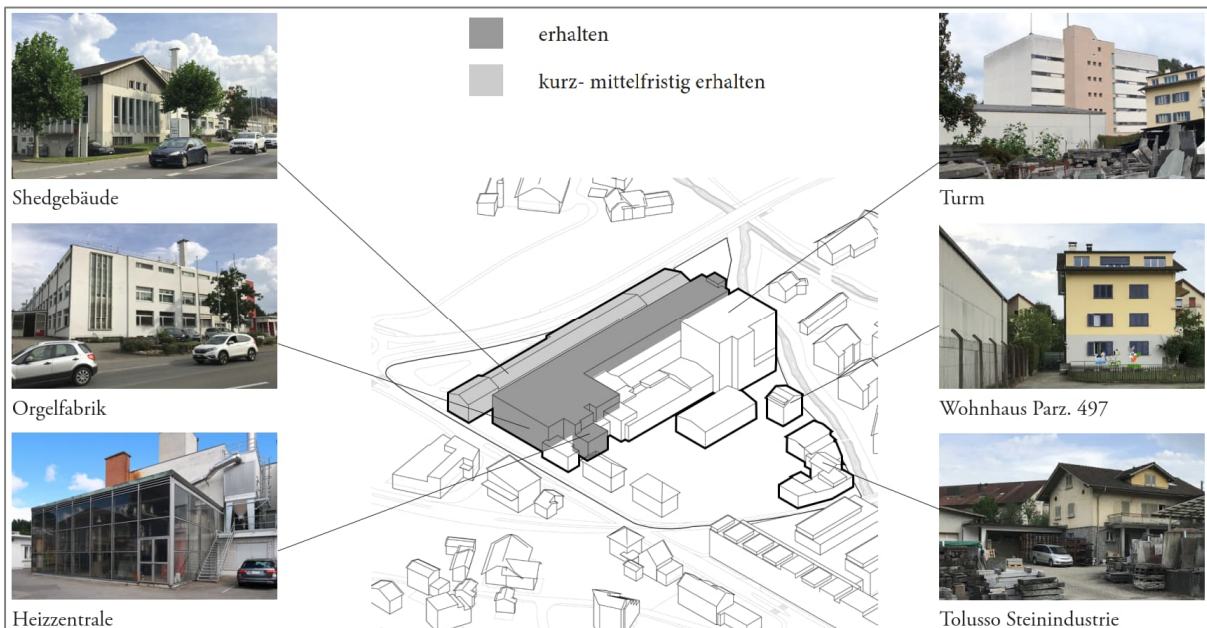 erhalten
kurz- mittelfristig erhalten
Shedgebäude
Turm
Orgelfabrik
Wohnhaus Parz. 497
Heizzentrale
Tolusso Steinindustrie